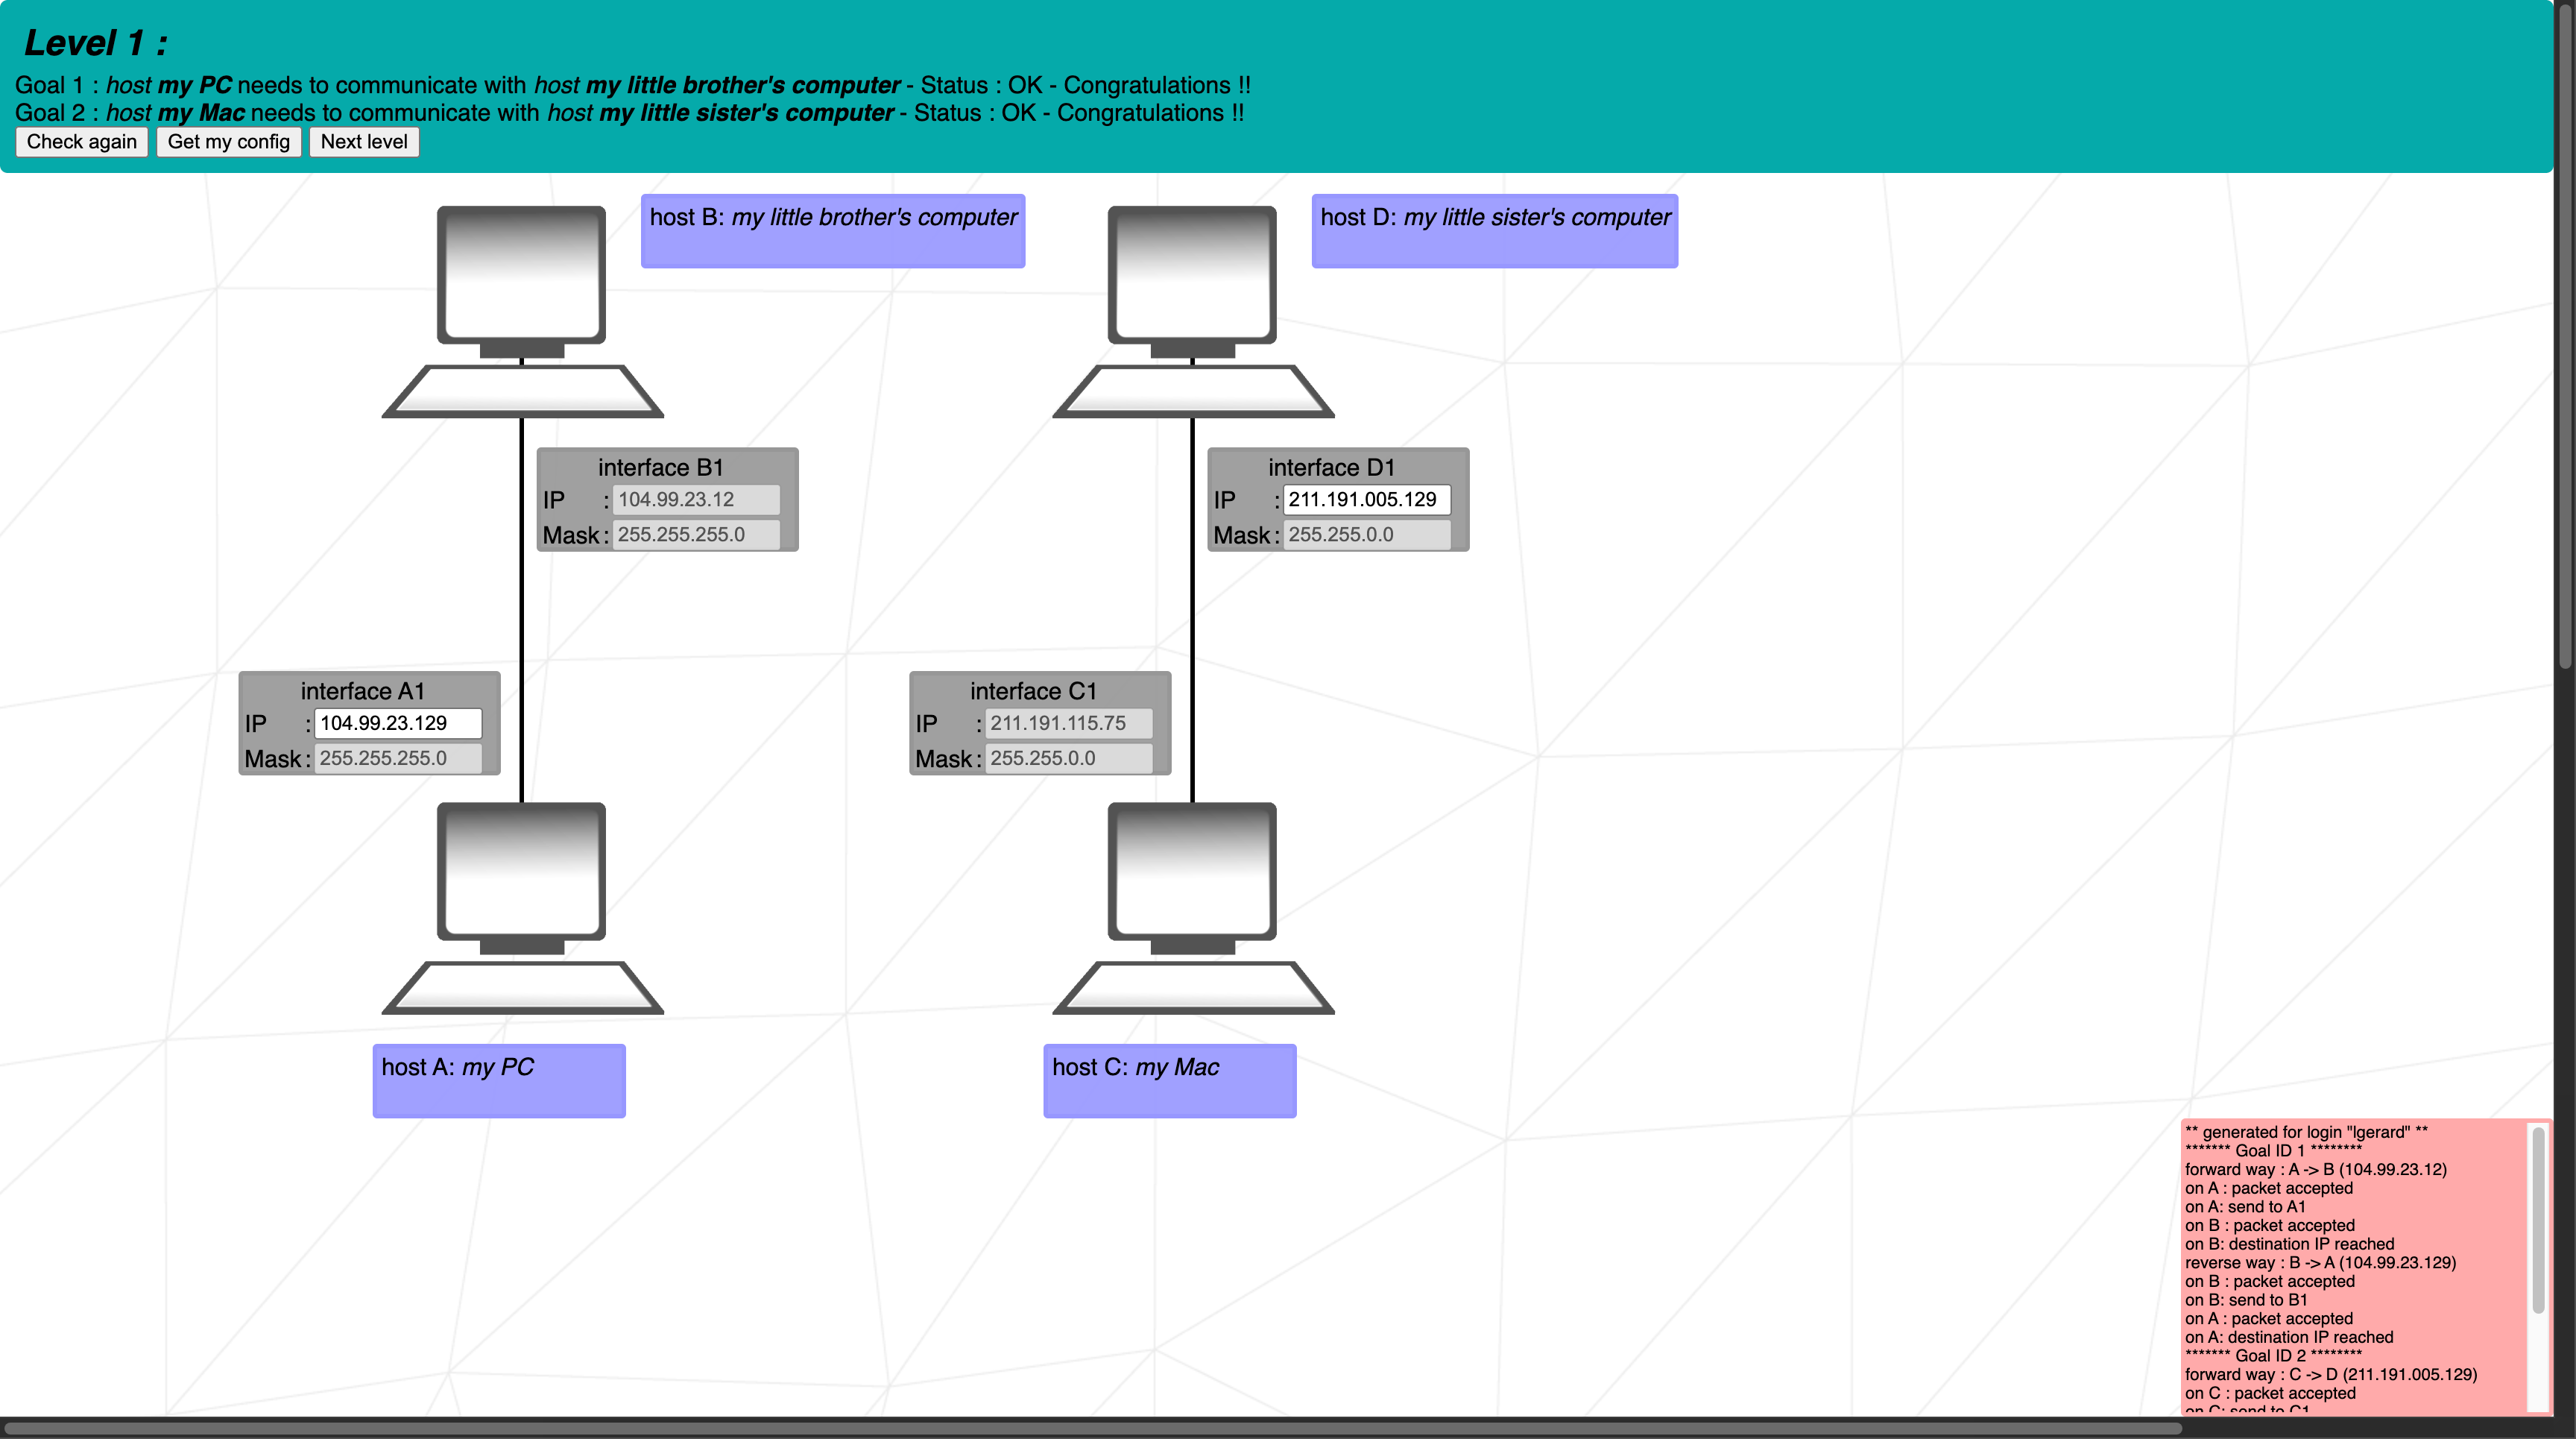 Level 1 :
Goal 1 : host my PC needs to communicate with host my little brother's computer - Status : OK - Congratulations !!
Goal 2 : host my Mac needs to communicate with host my little sister's computer - Status : OK - Congratulations !!
Check again Get my config Next level
host B: my little brother's computer
host D: my little sister's computer
interface B1
IP : 104.99.23.12
Mask : 255.255.255.0
interface D1
IP : 211.191.005.129
Mask : 255.255.0.0
interface A1
IP : 104.99.23.129
Mask : 255.255.255.0
interface C1
IP : 211.191.115.75
Mask : 255.255.0.0
host A: my PC
host C: my Mac
** generated for login "lgerard" **
******* Goal ID 1 ********
forward way : A -> B (104.99.23.12)
on A : packet accepted
on A: send to A1
on B : packet accepted
on B: destination IP reached
reverse way : B -> A (104.99.23.129)
on B : packet accepted
on B: send to B1
on A : packet accepted
on A: destination IP reached
******* Goal ID 2 ********
forward way : C -> D (211.191.005.129)
on C : packet accepted
on C: send to C1